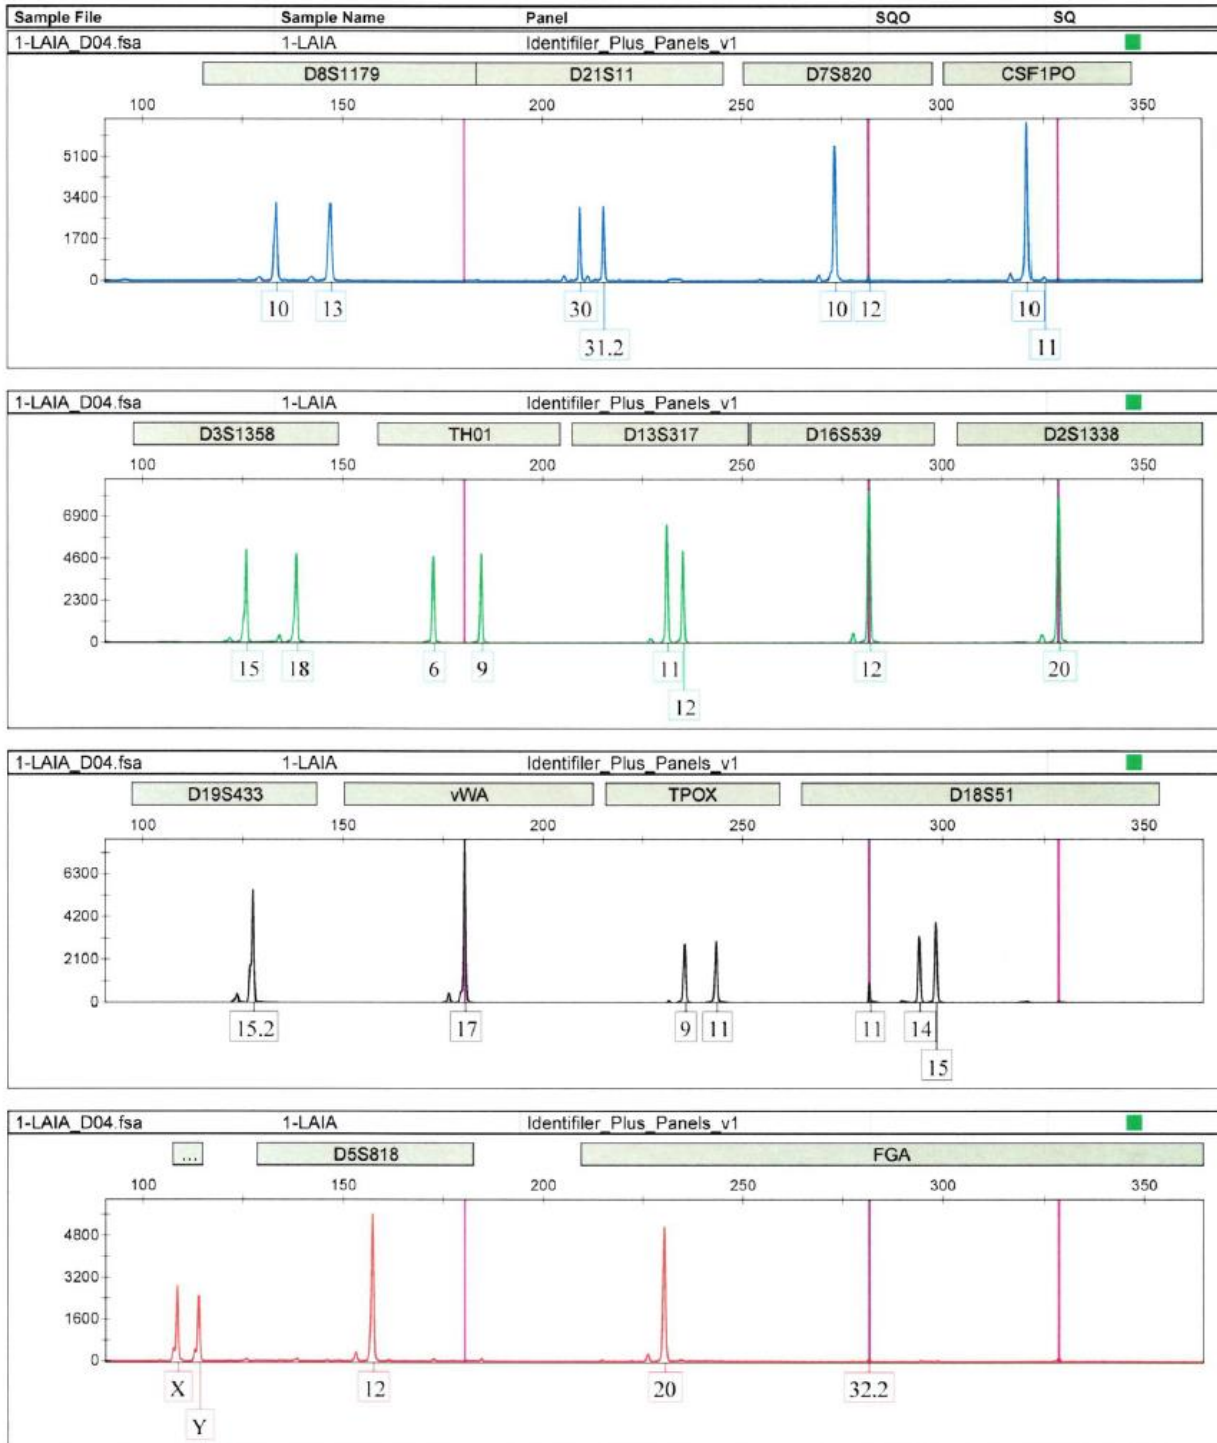 Sample File Sample Name Panel SQO SQ
1-LAIA_D04.fsa 1-LAIA Identifiler_Plus_Panels_v1
D8S1179 D21S11 D7S820 CSF1PO
100 150 200 250 300 350
5100
3400
1700
0
10 13 30 10 12 10
31.2 11
1-LAIA_D04.fsa 1-LAIA Identifiler_Plus_Panels_v1
D3S1358 TH01 D13S317 D16S539 D2S1338
100 150 200 250 300 350
6900
4600
2300
0
15 18 6 9 11 12 20
12
1-LAIA_D04.fsa 1-LAIA Identifiler_Plus_Panels_v1
D19S433 vWA TPOX D18S51
100 150 200 250 300 350
6300
4200
2100
0
15.2 17 9 11 11 14
15
1-LAIA_D04.fsa 1-LAIA Identifiler_Plus_Panels_v1
... D5S818 FGA
100 150 200 250 300 350
4800
3200
1600
0
X 12 20 32.2
Y